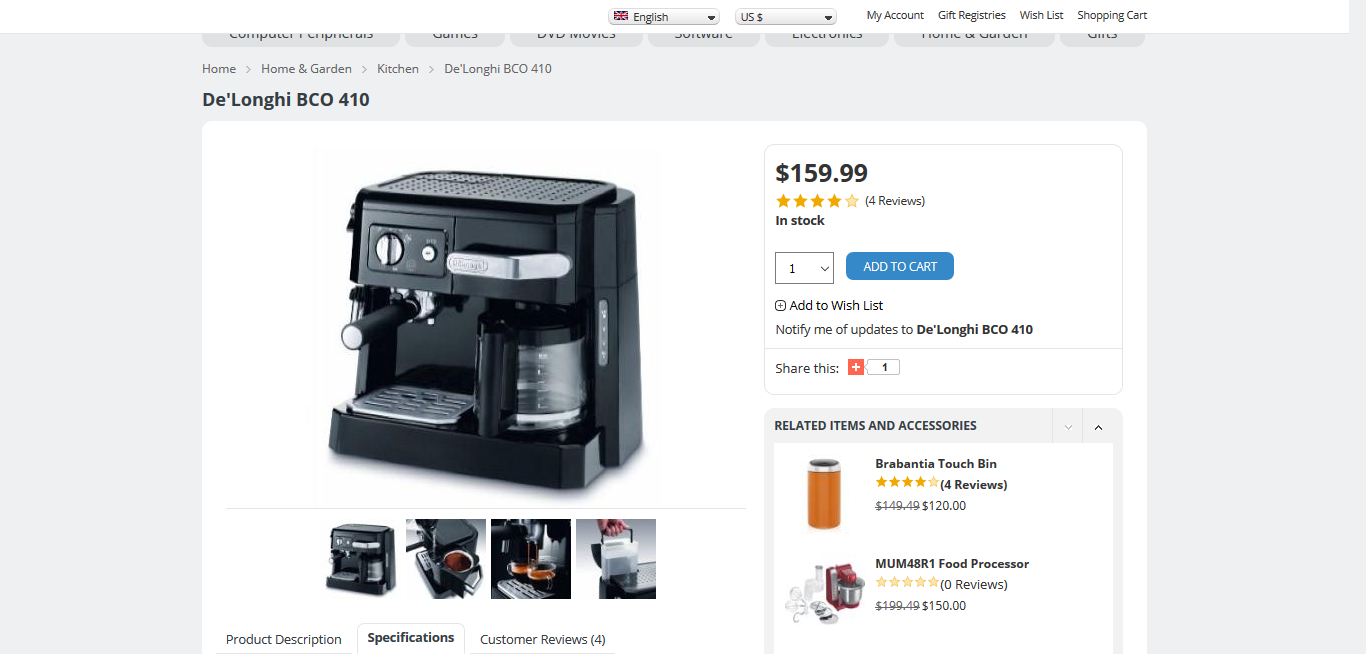 English
US $
My Account
Gift Registries
Wish List
Shopping Cart
Computer Peripherals
Games
DVD Movies
Software
Electronics
Home & Garden
Gifts
Home > Home & Garden > Kitchen > De'Longhi BCO 410
De'Longhi BCO 410
$159.99
(4 Reviews)
In stock
1
ADD TO CART
Add to Wish List
Notify me of updates to De'Longhi BCO 410
Share this:
1
RELATED ITEMS AND ACCESSORIES
Brabantia Touch Bin
(4 Reviews)
$149.49 $120.00
MUM48R1 Food Processor
(0 Reviews)
$199.49 $150.00
DeLonghi
Product Description
Specifications
Customer Reviews (4)